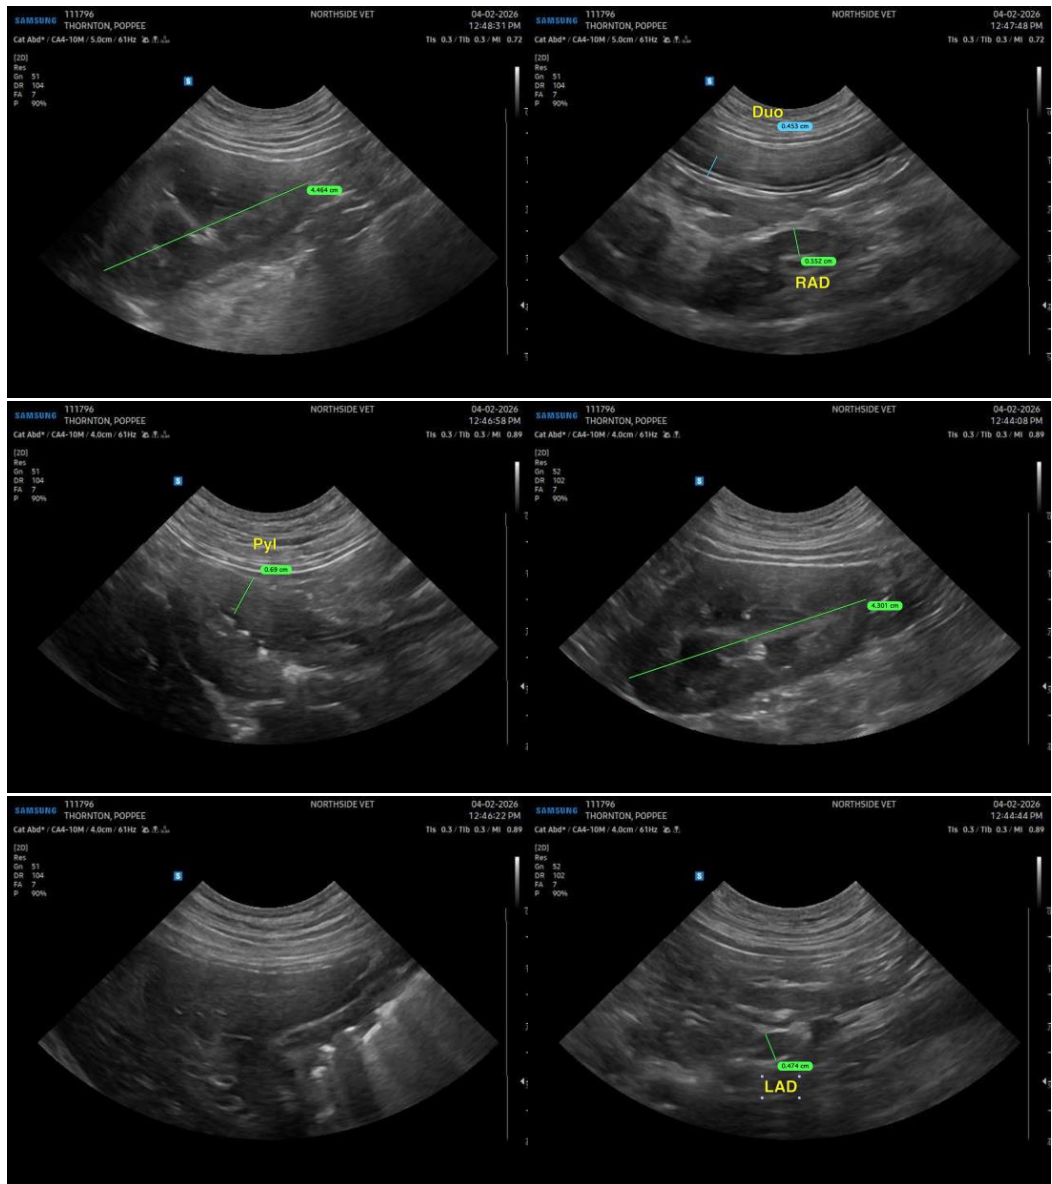 SAMSUNG 111796 NORTHSIDE VET 04-02-2026
THORNTON, POPPEE 12:48:31 PM
Cat Abd* / CA4-10M / 5.0cm / 61Hz TIs 0.3 / TIb 0.3 / MI 0.72
[2D]
Res
Gn 51
DR 104
FA 7
P 90%
S
4.464 cm
SAMSUNG 111796 NORTHSIDE VET 04-02-2026
THORNTON, POPPEE 12:47:48 PM
Cat Abd* / CA4-10M / 5.0cm / 61Hz TIs 0.3 / TIb 0.3 / MI 0.72
[2D]
Res
Gn 51
DR 104
FA 7
P 90%
S
Duo
0.453 cm
0.552 cm
RAD
SAMSUNG 111796 NORTHSIDE VET 04-02-2026
THORNTON, POPPEE 12:46:58 PM
Cat Abd* / CA4-10M / 4.0cm / 61Hz TIs 0.3 / TIb 0.3 / MI 0.89
[2D]
Res
Gn 51
DR 104
FA 7
P 90%
S
Pyl
0.69 cm
SAMSUNG 111796 NORTHSIDE VET 04-02-2026
THORNTON, POPPEE 12:44:08 PM
Cat Abd* / CA4-10M / 4.0cm / 61Hz TIs 0.3 / TIb 0.3 / MI 0.89
[2D]
Res
Gn 52
DR 102
FA 7
P 90%
S
4.301 cm
SAMSUNG 111796 NORTHSIDE VET 04-02-2026
THORNTON, POPPEE 12:46:22 PM
Cat Abd* / CA4-10M / 4.0cm / 61Hz TIs 0.3 / TIb 0.3 / MI 0.89
[2D]
Res
Gn 51
DR 104
FA 7
P 90%
S
SAMSUNG 111796 NORTHSIDE VET 04-02-2026
THORNTON, POPPEE 12:44:44 PM
Cat Abd* / CA4-10M / 4.0cm / 61Hz TIs 0.3 / TIb 0.3 / MI 0.89
[2D]
Res
Gn 52
DR 102
FA 7
P 90%
S
0.474 cm
LAD